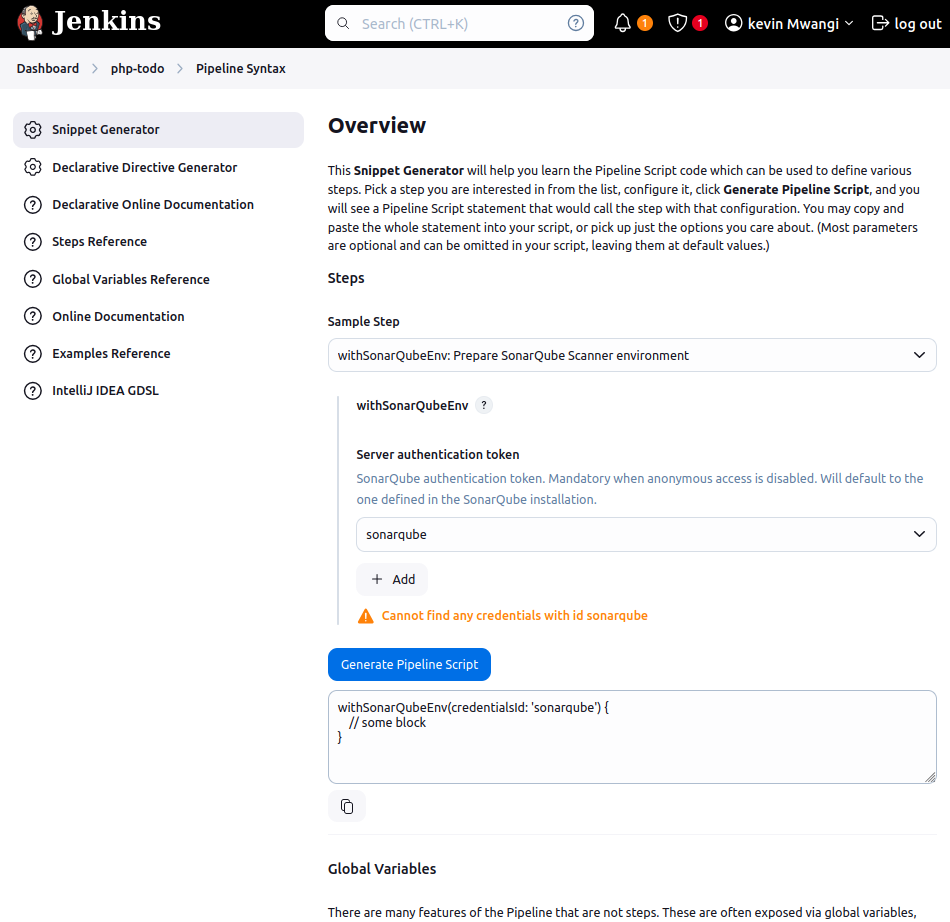 Jenkins
Search (CTRL+K)
?
1
1
kevin Mwangi
log out
Dashboard
php-todo
Pipeline Syntax
Snippet Generator
Declarative Directive Generator
Declarative Online Documentation
Steps Reference
Global Variables Reference
Online Documentation
Examples Reference
IntelliJ IDEA GDSL
Overview
This Snippet Generator will help you learn the Pipeline Script code which can be used to define various
steps. Pick a step you are interested in from the list, configure it, click Generate Pipeline Script, and you
will see a Pipeline Script statement that would call the step with that configuration. You may copy and
paste the whole statement into your script, or pick up just the options you care about. (Most parameters
are optional and can be omitted in your script, leaving them at default values.)
Steps
Sample Step
withSonarQubeEnv: Prepare SonarQube Scanner environment
withSonarQubeEnv ?
Server authentication token
SonarQube authentication token. Mandatory when anonymous access is disabled. Will default to the
one defined in the SonarQube installation.
sonarqube
+ Add
Cannot find any credentials with id sonarqube
Generate Pipeline Script
withSonarQubeEnv(credentialsId: 'sonarqube') {
// some block
}
Global Variables
There are many features of the Pipeline that are not steps. These are often exposed via global variables,